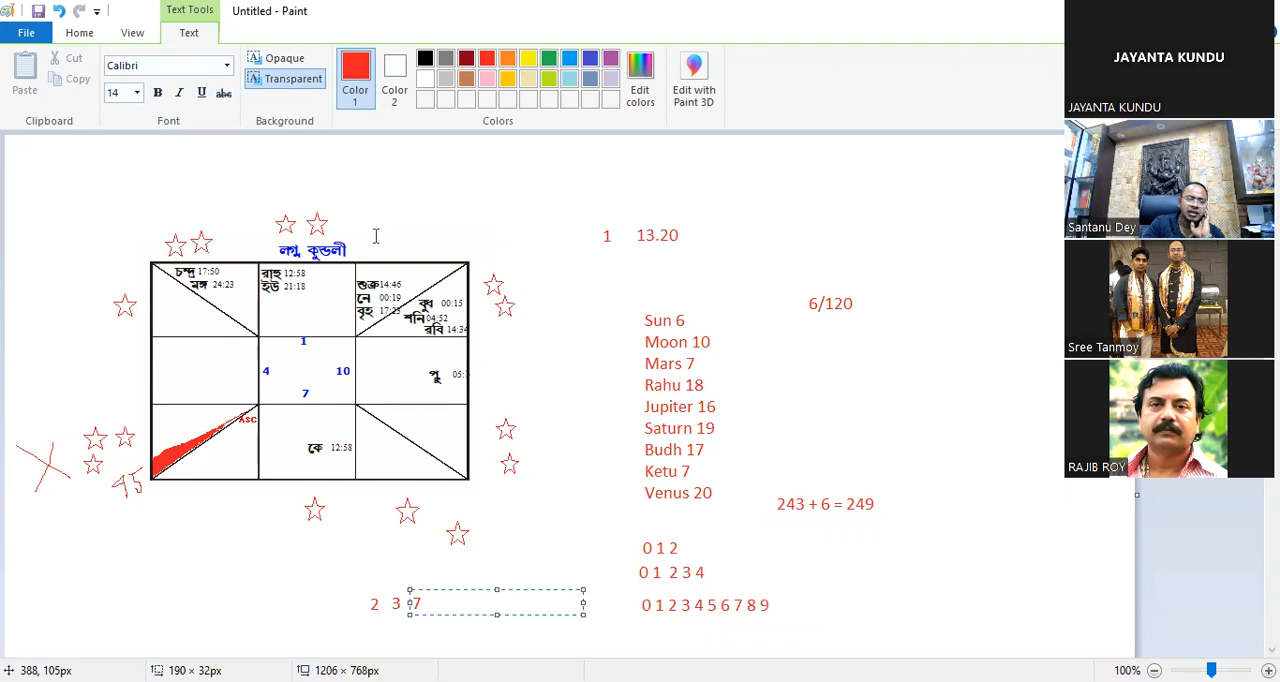 Text Tools
Untitled - Paint
File
Home
View
Text
Paste
Cut
Copy
Clipboard
Calibri
14
B I U abc
Font
Opaque
Transparent
Background
Color 1
Color 2
Edit colors
Colors
Edit with Paint 3D
JAYANTA KUNDU
JAYANTA KUNDU
Santanu Dey
Sree Tanmoy
RAJIB ROY
লগ্ন কুন্ডলী
চন্দ্র 17:50
মঙ্গ 24:23
রাহু 12:58
ইউ 21:18
শুক্র 14:46
নে 00:19
বৃহ 17:25
বুধ 00:15
শনি 04:52
রবি 14:34
1
4
10
7
পু 05:
Asc
কে 12:58
1 13.20
6/120
Sun 6
Moon 10
Mars 7
Rahu 18
Jupiter 16
Saturn 19
Budh 17
Ketu 7
Venus 20
243 + 6 = 249
0 1 2
0 1 2 3 4
0 1 2 3 4 5 6 7 8 9
2 3 7
388, 105px
190 × 32px
1206 × 768px
100%